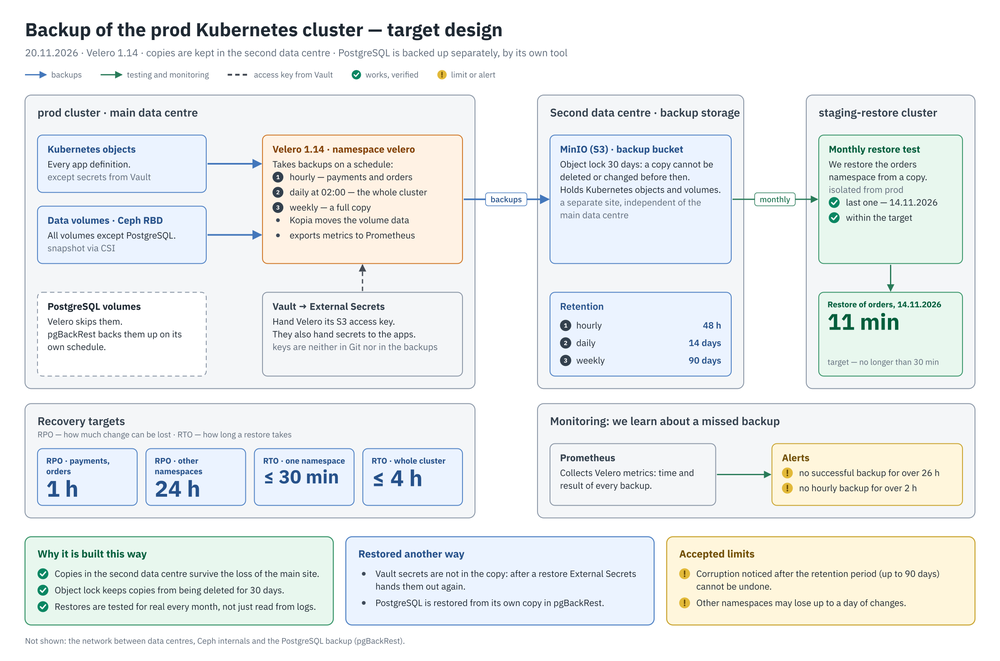 Backup of the prod Kubernetes cluster — target design
20.11.2026 · Velero 1.14 · copies are kept in the second data centre · PostgreSQL is backed up separately, by its own tool
backups
testing and monitoring
access key from Vault
works, verified
! limit or alert
prod cluster · main data centre
Kubernetes objects
Every app definition.
except secrets from Vault
Data volumes · Ceph RBD
All volumes except PostgreSQL.
snapshot via CSI
PostgreSQL volumes
Velero skips them.
pgBackRest backs them up on its
own schedule.
Velero 1.14 · namespace velero
Takes backups on a schedule:
1 hourly — payments and orders
2 daily at 02:00 — the whole cluster
3 weekly — a full copy
• Kopia moves the volume data
• exports metrics to Prometheus
Vault → External Secrets
Hand Velero its S3 access key.
They also hand secrets to the apps.
keys are neither in Git nor in the backups
backups
Second data centre · backup storage
MinIO (S3) · backup bucket
Object lock 30 days: a copy cannot be
deleted or changed before then.
Holds Kubernetes objects and volumes.
a separate site, independent of the
main data centre
Retention
1 hourly 48 h
2 daily 14 days
3 weekly 90 days
monthly
staging-restore cluster
Monthly restore test
We restore the orders
namespace from a copy.
isolated from prod
last one — 14.11.2026
within the target
Restore of orders, 14.11.2026
11 min
target — no longer than 30 min
Recovery targets
RPO — how much change can be lost · RTO — how long a restore takes
RPO · payments,
orders
1 h
RPO · other
namespaces
24 h
RTO · one namespace
≤ 30 min
RTO · whole cluster
≤ 4 h
Monitoring: we learn about a missed backup
Prometheus
Collects Velero metrics: time and
result of every backup.
Alerts
! no successful backup for over 26 h
! no hourly backup for over 2 h
Why it is built this way
Copies in the second data centre survive the loss of the main site.
Object lock keeps copies from being deleted for 30 days.
Restores are tested for real every month, not just read from logs.
Restored another way
• Vault secrets are not in the copy: after a restore External Secrets
hands them out again.
• PostgreSQL is restored from its own copy in pgBackRest.
Accepted limits
! Corruption noticed after the retention period (up to 90 days)
cannot be undone.
! Other namespaces may lose up to a day of changes.
Not shown: the network between data centres, Ceph internals and the PostgreSQL backup (pgBackRest).